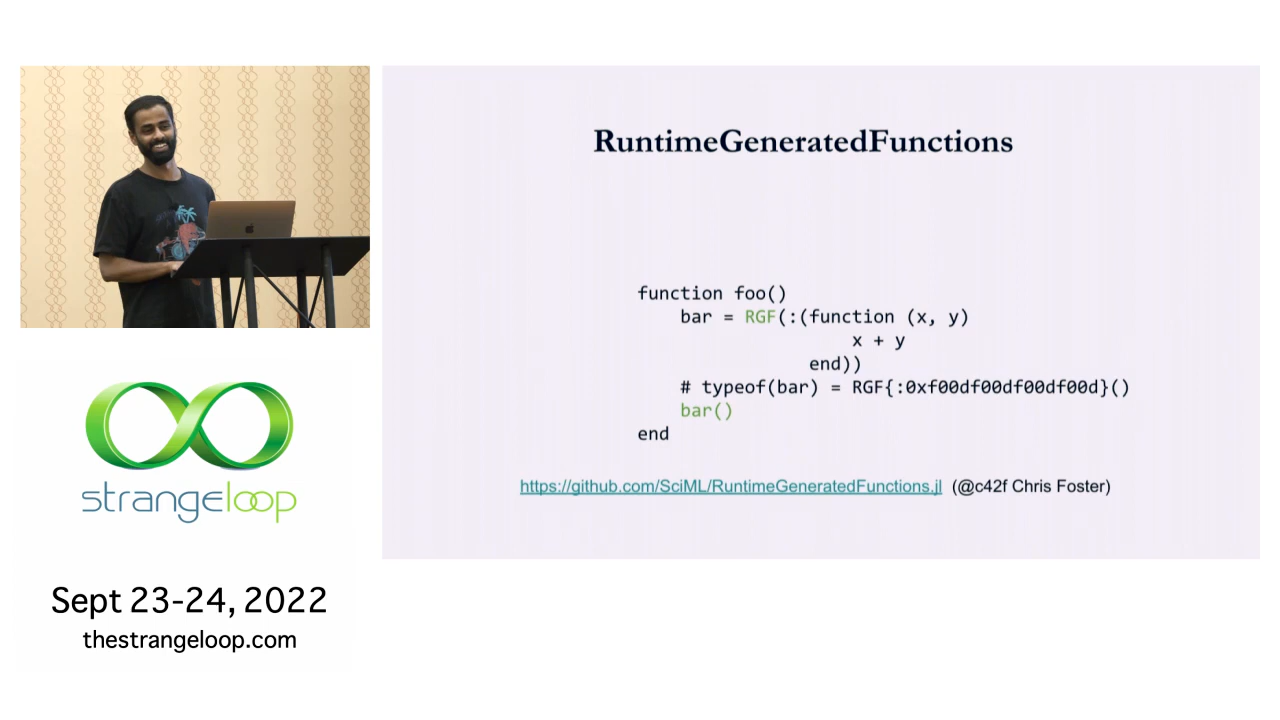 RuntimeGeneratedFunctions
function foo()
    bar = RGF(:(function (x, y)
                    x + y
                end))
    # typeof(bar) = RGF{:0xf00df00df00df00d}()
    bar()
end
https://github.com/SciML/RuntimeGeneratedFunctions.jl (@c42f Chris Foster)
strangeloop
Sept 23-24, 2022
thestrangeloop.com